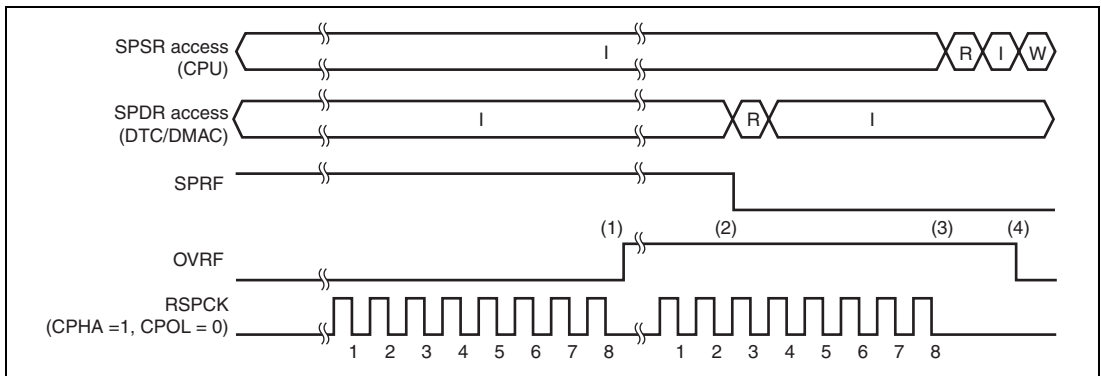 SPSR access
(CPU)
I
R I W
SPDR access
(DTC/DMAC)
I
R
I
SPRF
(1)
(2)
(3)
(4)
OVRF
RSPCK
(CPHA =1, CPOL = 0)
1 2 3 4 5 6 7 8
1 2 3 4 5 6 7 8